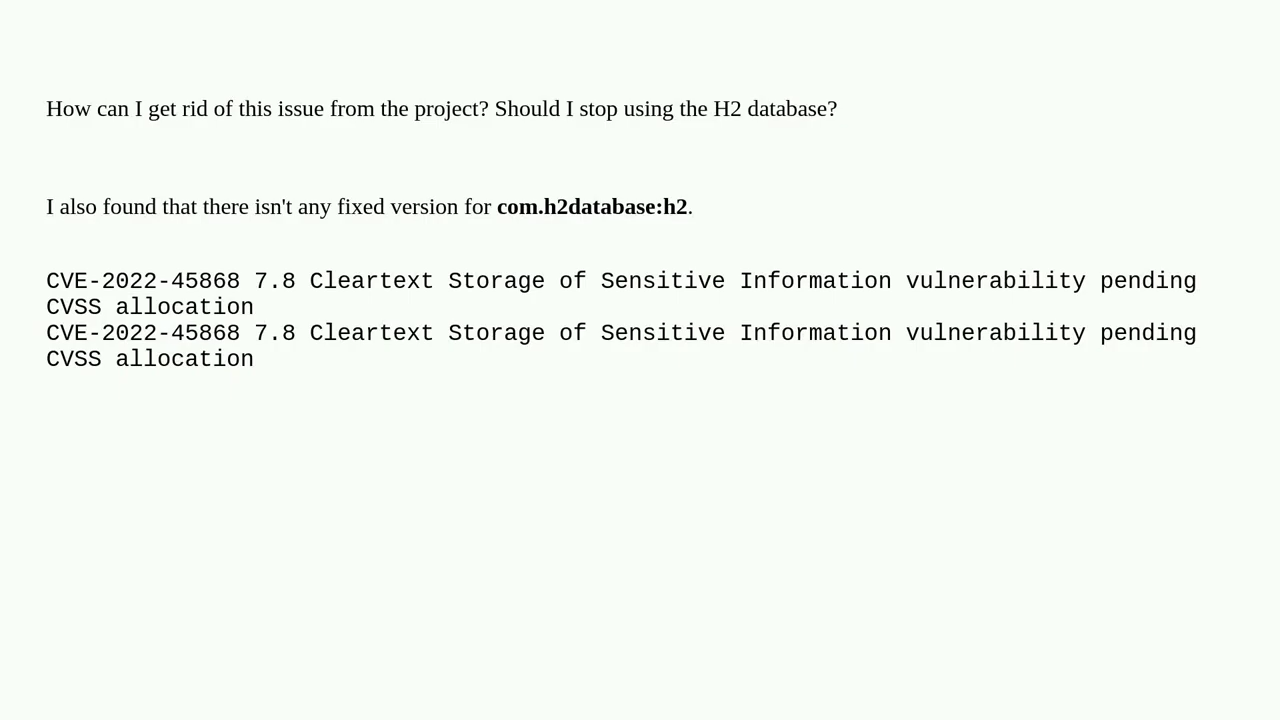 How can I get rid of this issue from the project? Should I stop using the H2 database?
I also found that there isn't any fixed version for com.h2database:h2.
CVE-2022-45868 7.8 Cleartext Storage of Sensitive Information vulnerability pending
CVSS allocation
CVE-2022-45868 7.8 Cleartext Storage of Sensitive Information vulnerability pending
CVSS allocation